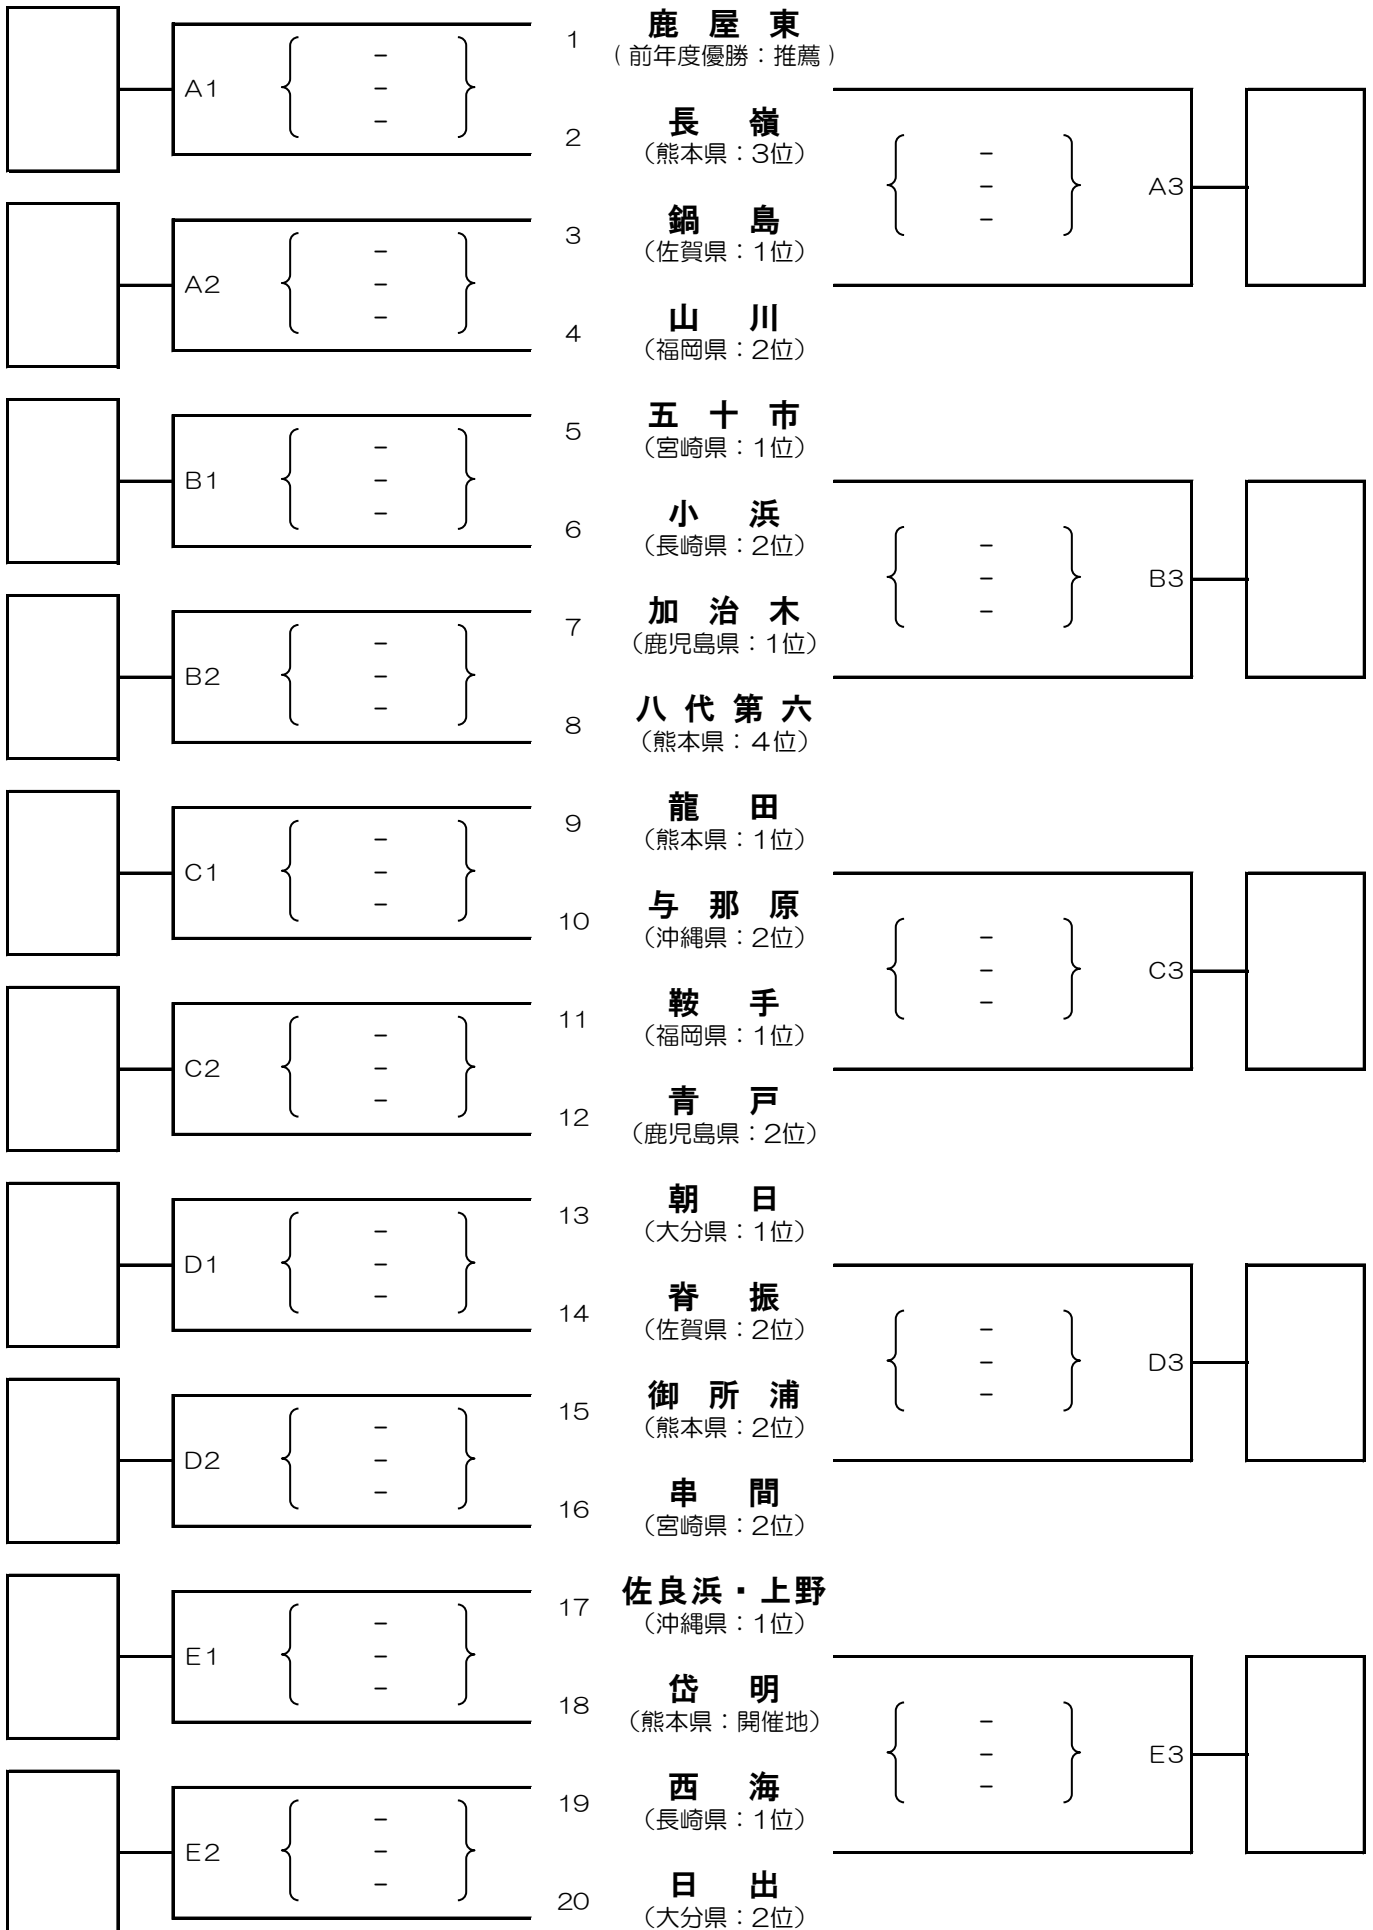 1 鹿屋東
（前年度優勝：推薦）
A1 { － － － }
2 長嶺
（熊本県：3位）
{ － － － } A3
3 鍋島
（佐賀県：1位）
A2 { － － － }
4 山川
（福岡県：2位）
5 五十市
（宮崎県：1位）
B1 { － － － }
6 小浜
（長崎県：2位）
{ － － － } B3
7 加治木
（鹿児島県：1位）
B2 { － － － }
8 八代第六
（熊本県：4位）
9 龍田
（熊本県：1位）
C1 { － － － }
10 与那原
（沖縄県：2位）
{ － － － } C3
11 鞍手
（福岡県：1位）
C2 { － － － }
12 青戸
（鹿児島県：2位）
13 朝日
（大分県：1位）
D1 { － － － }
14 脊振
（佐賀県：2位）
{ － － － } D3
15 御所浦
（熊本県：2位）
D2 { － － － }
16 串間
（宮崎県：2位）
17 佐良浜・上野
（沖縄県：1位）
E1 { － － － }
18 岱明
（熊本県：開催地）
{ － － － } E3
19 西海
（長崎県：1位）
E2 { － － － }
20 日出
（大分県：2位）